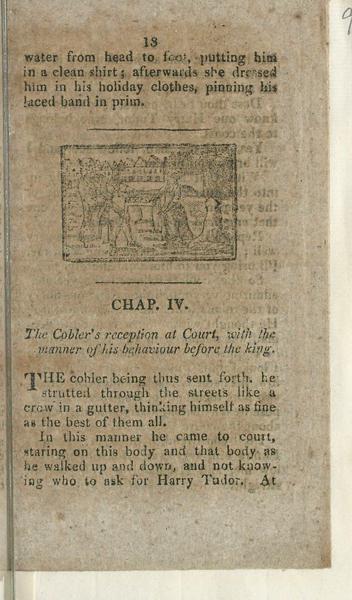 13
water from head to foot, putting him
in a clean shirt; afterwards she dressed
him in his holiday clothes, pinning his
laced band in prim.
CHAP. IV.
The Cobler's reception at Court, with the
manner of his behaviour before the king.
THE cobler being thus sent forth, he
strutted through the streets like a
crow in a gutter, thinking himself as fine
as the best of them all.
In this manner he came to court,
staring on this body and that body as
he walked up and down, and not know-
ing who to ask for Harry Tudor. At